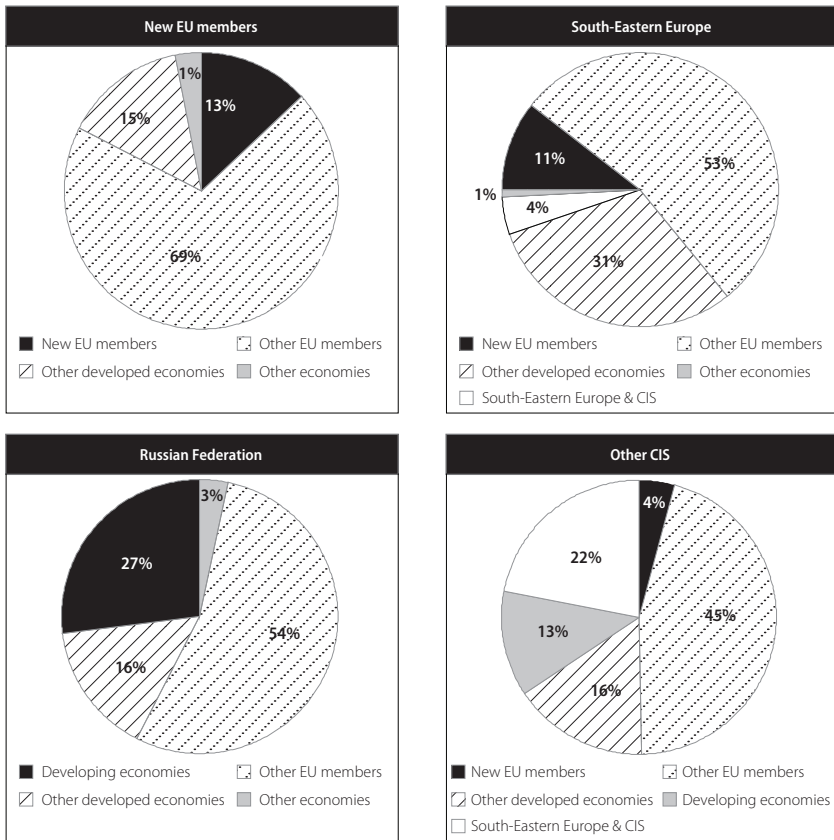 New EU members
1%
13%
15%
69%
New EU members
Other EU members
Other developed economies
Other economies
South-Eastern Europe
53%
11%
1%
4%
31%
New EU members
Other EU members
Other developed economies
Other economies
South-Eastern Europe & CIS
Russian Federation
3%
27%
54%
16%
Developing economies
Other EU members
Other developed economies
Other economies
Other CIS
4%
22%
45%
13%
16%
New EU members
Other EU members
Other developed economies
Developing economies
South-Eastern Europe & CIS